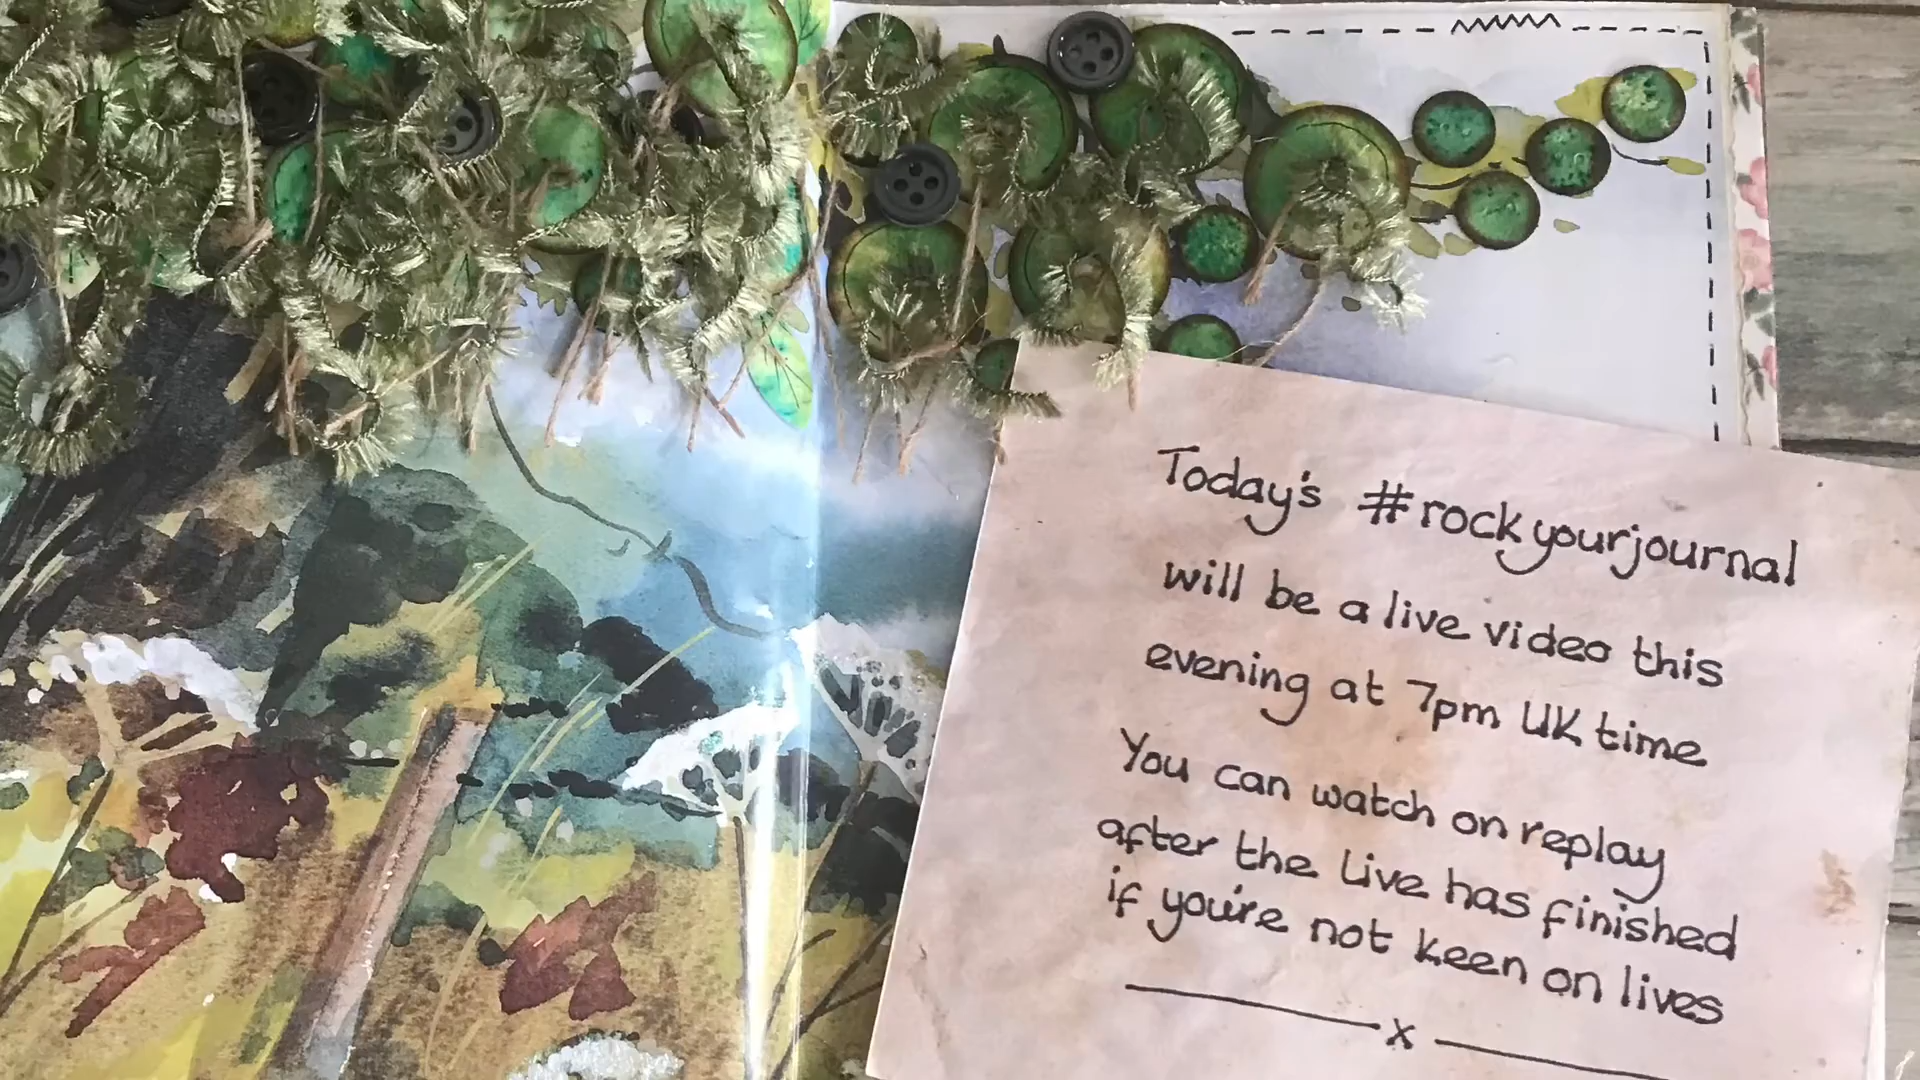 Today's #rockyourjournal
will be a live video this
evening at 7pm UK time
You can watch on replay
after the live has finished
if you're not keen on lives
x